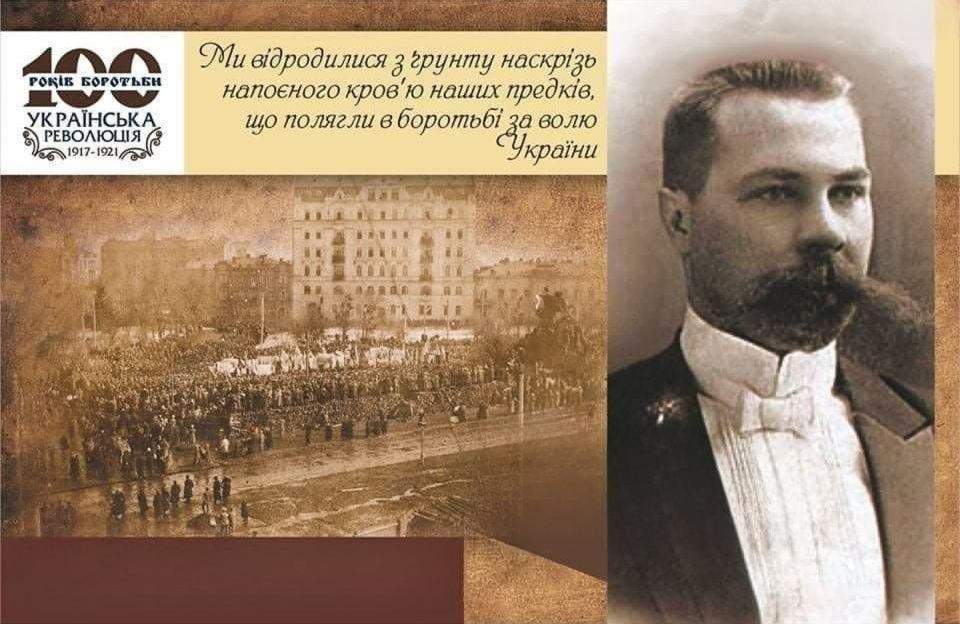 100
РОКІВ БОРОТЬБИ
УКРАЇНСЬКА
РЕВОЛЮЦІЯ
1917-1921
Ми відродилися з ґрунту наскрізь
напоєного кров'ю наших предків,
що полягли в боротьбі за волю
України